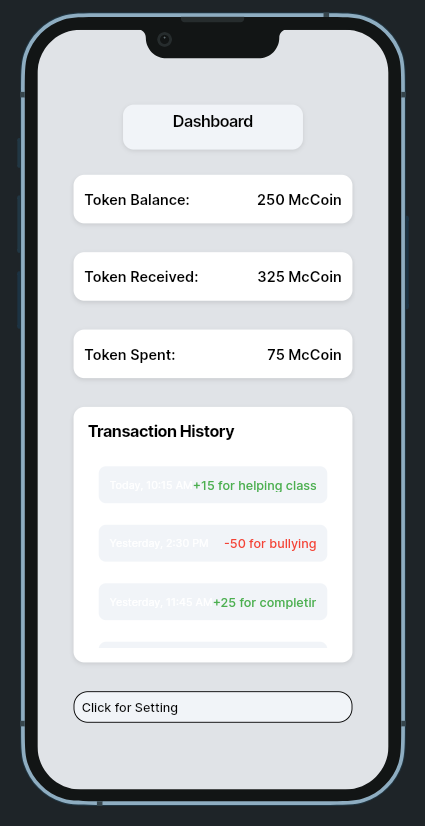 Dashboard
Token Balance: 250 McCoin
Token Received: 325 McCoin
Token Spent: 75 McCoin
Transaction History
Today, 10:15 AM +15 for helping class
Yesterday, 2:30 PM -50 for bullying
Yesterday, 11:45 AM +25 for completir
Click for Setting